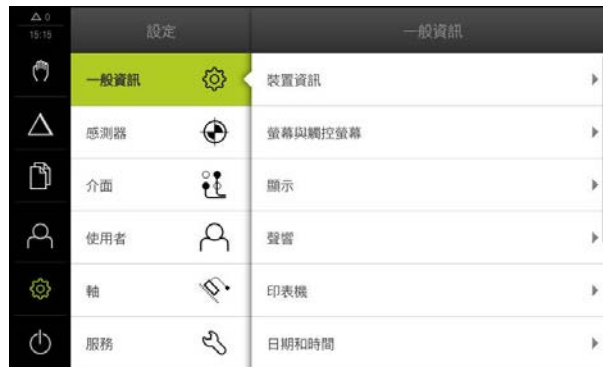 △ 0
15:15
設定
一般資訊
一般資訊
感測器
介面
使用者
軸
服務
裝置資訊
螢幕與觸控螢幕
顯示
聲響
印表機
日期和時間